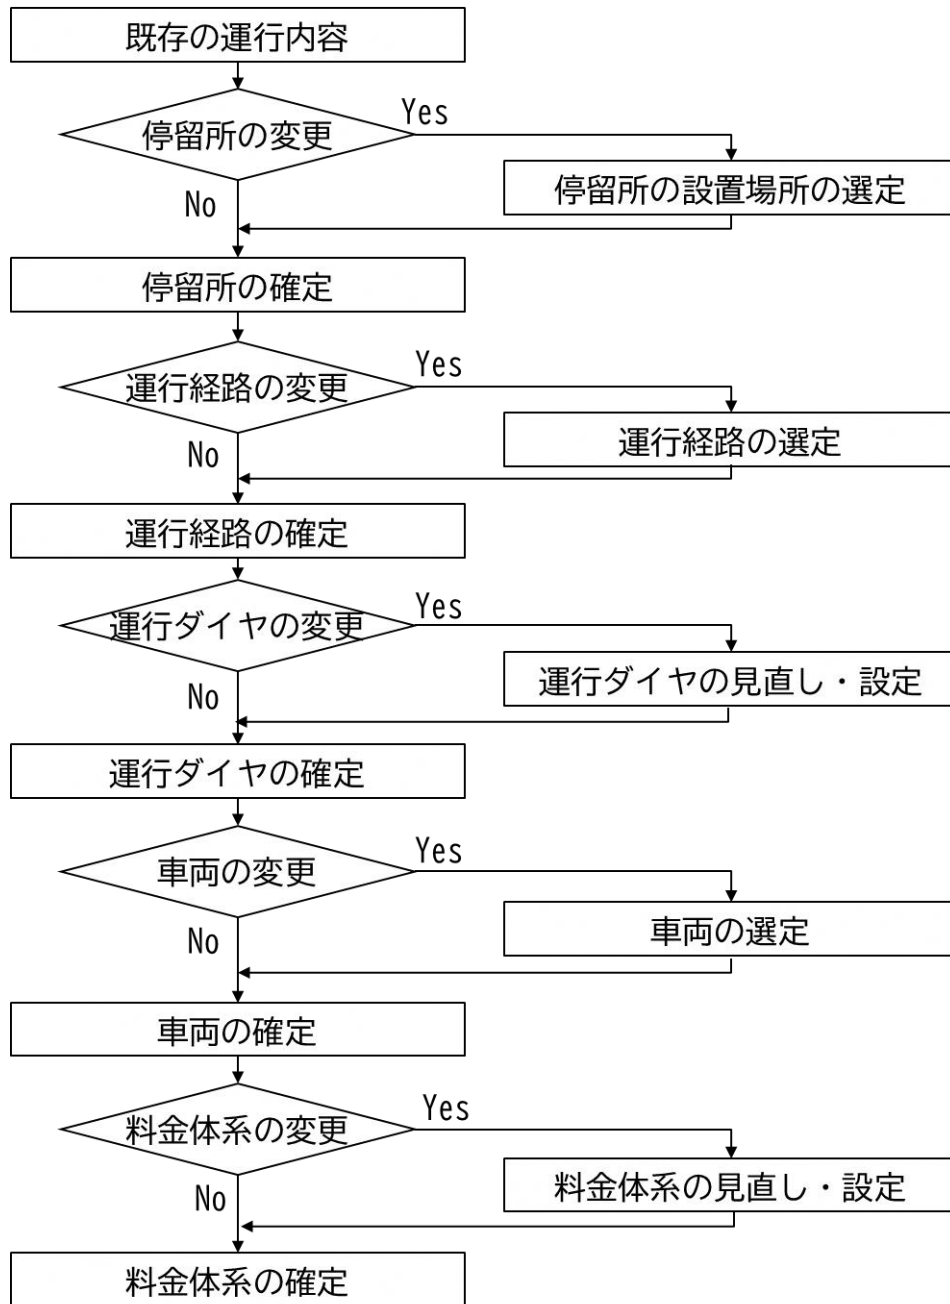 既存の運行内容
停留所の変更
Yes
停留所の設置場所の選定
No
停留所の確定
運行経路の変更
Yes
運行経路の選定
No
運行経路の確定
運行ダイヤの変更
Yes
運行ダイヤの見直し・設定
No
運行ダイヤの確定
車両の変更
Yes
車両の選定
No
車両の確定
料金体系の変更
Yes
料金体系の見直し・設定
No
料金体系の確定